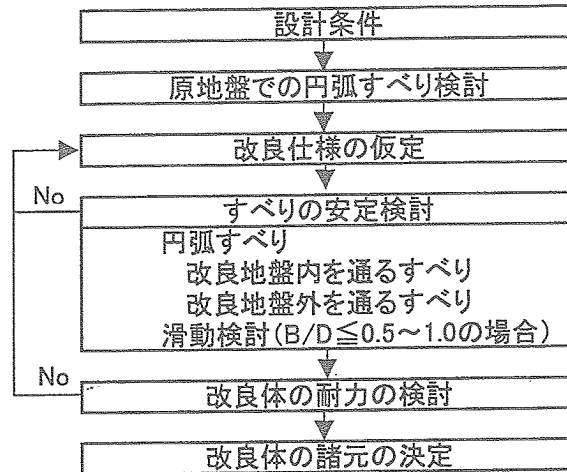 設計条件
原地盤での円弧すべり検討
改良仕様の仮定
No
すべりの安定検討
円弧すべり
改良地盤内を通るすべり
改良地盤外を通るすべり
滑動検討(B/D≦0.5~1.0の場合)
No
改良体の耐力の検討
改良体の諸元の決定